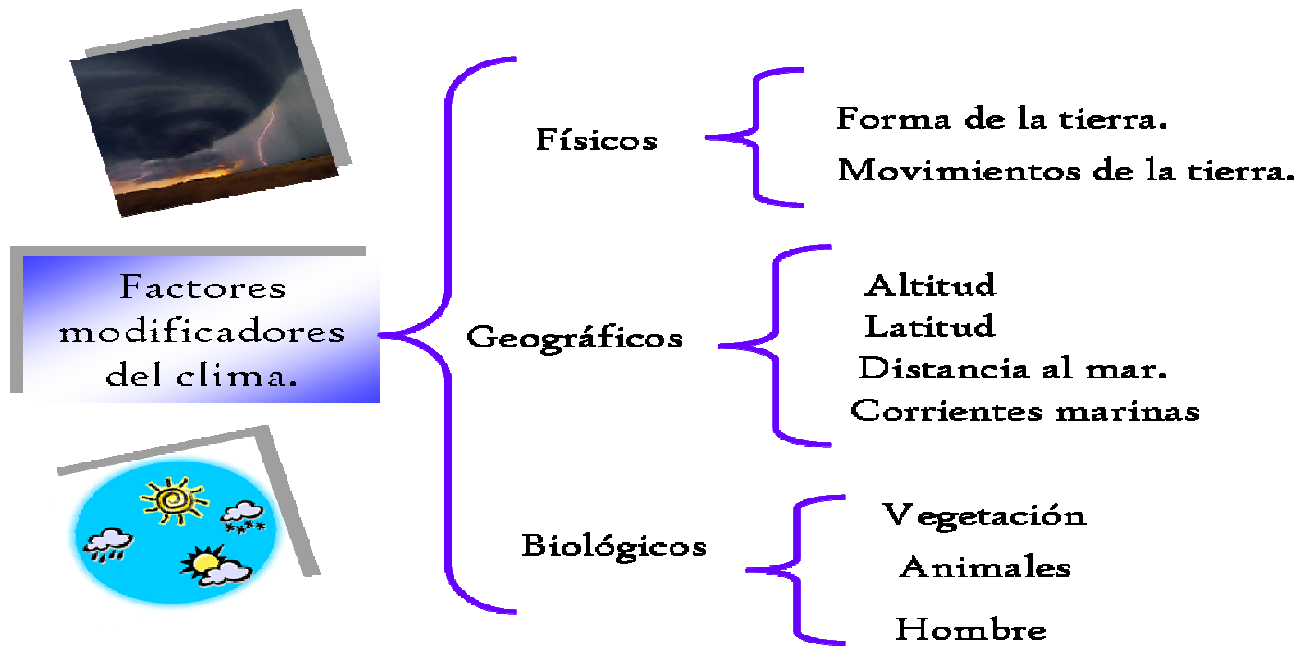 Factores
modificadores
del clima.
Físicos
Forma de la tierra.
Movimientos de la tierra.
Geográficos
Altitud
Latitud
Distancia al mar.
Corrientes marinas
Biológicos
Vegetación
Animales
Hombre